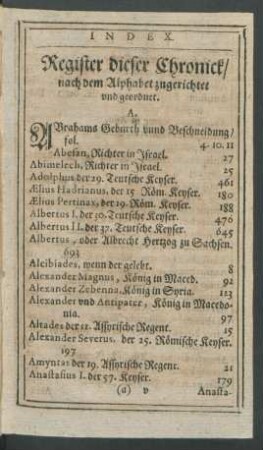 INDEX
Register dieser Chronick/
nach dem Alphabet zugerichtet
vnd geordnet.
A.
ABrahams Geburth vnnd Beschneidung/
fol. 4. 10. 11
Abesan, Richter in Jsrael. 27
Abimelech, Richter in Jsrael. 25
Adolphus der 29. Teutsche Keyser. 461
Ælius Hadrianus, der 15 Röm. Keyser. 180
Ælius Pertinax, der 19. Röm. Keyser. 188
Albertus I. der 30. Teutsche Keyser. 476
Albertus II. der 37. Teutsche Keyser. 645
Albertus, oder Albrecht Hertzog zu Sachsen.
693
Alcibiades, wenn der gelebt. 8
Alexander Magnus, König in Maced. 92
Alexander Zebenna, König in Syria. 113
Alexander vnd Antipater, König in Macedo-
nia. 97
Altades der 12. Assyrische Regent. 15
Alexander Severus, der 25. Römische Keyser.
197
Amyntas der 19. Assyrische Regent. 21
Anastasius I. der 57. Keyser. 179
(a) v Anasta-